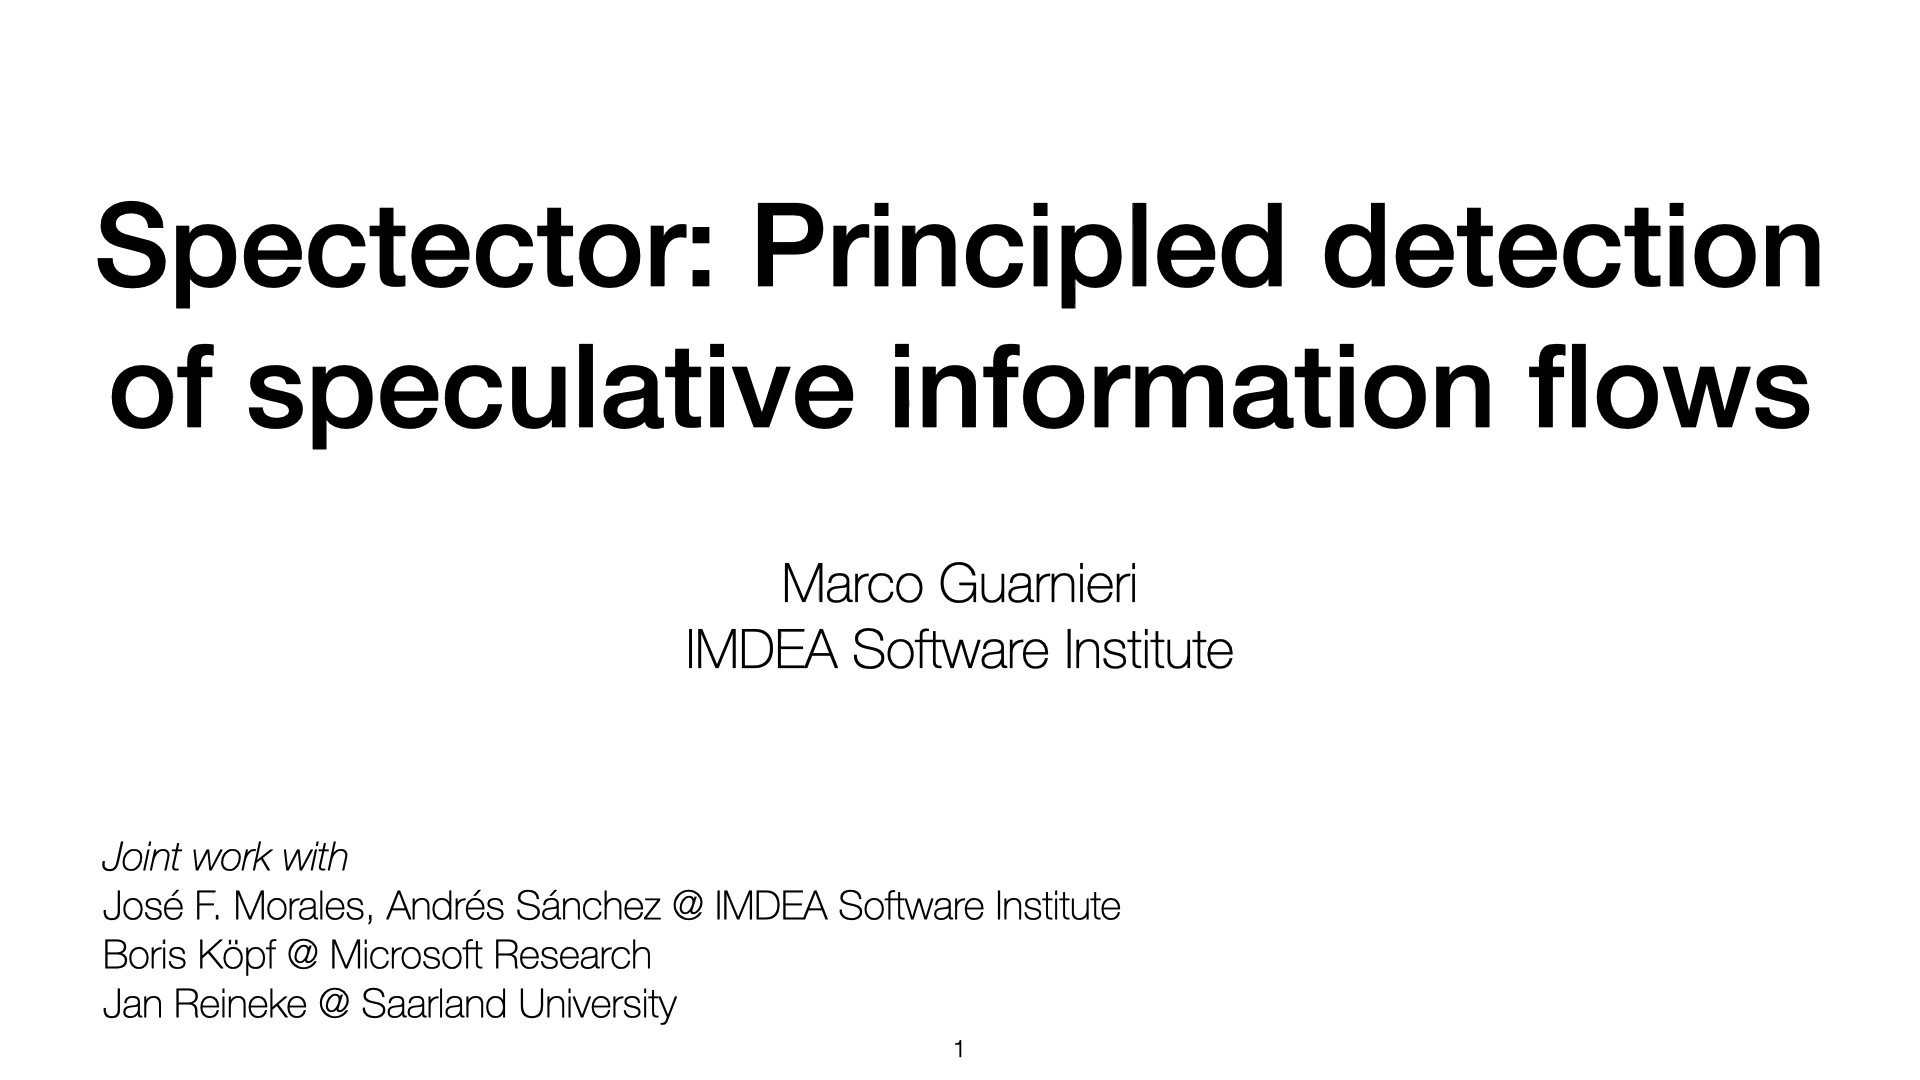 Spectector: Principled detection
of speculative information flows
Marco Guarnieri
IMDEA Software Institute
Joint work with
José F. Morales, Andrés Sánchez @ IMDEA Software Institute
Boris Köpf @ Microsoft Research
Jan Reineke @ Saarland University
1